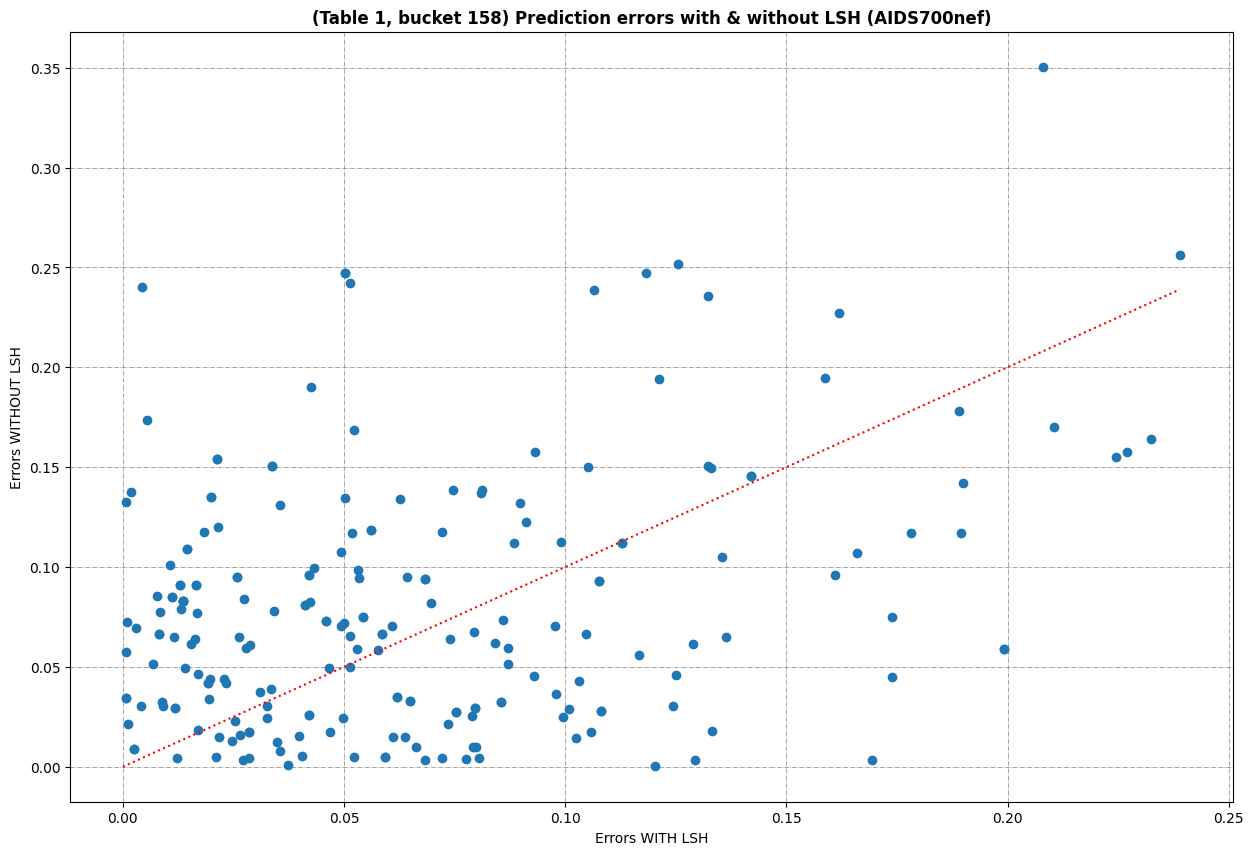 (Table 1, bucket 158) Prediction errors with & without LSH (AIDS700nef)
Errors WITHOUT LSH
0.35
0.30
0.25
0.20
0.15
0.10
0.05
0.00
0.00 0.05 0.10 0.15 0.20 0.25
Errors WITH LSH